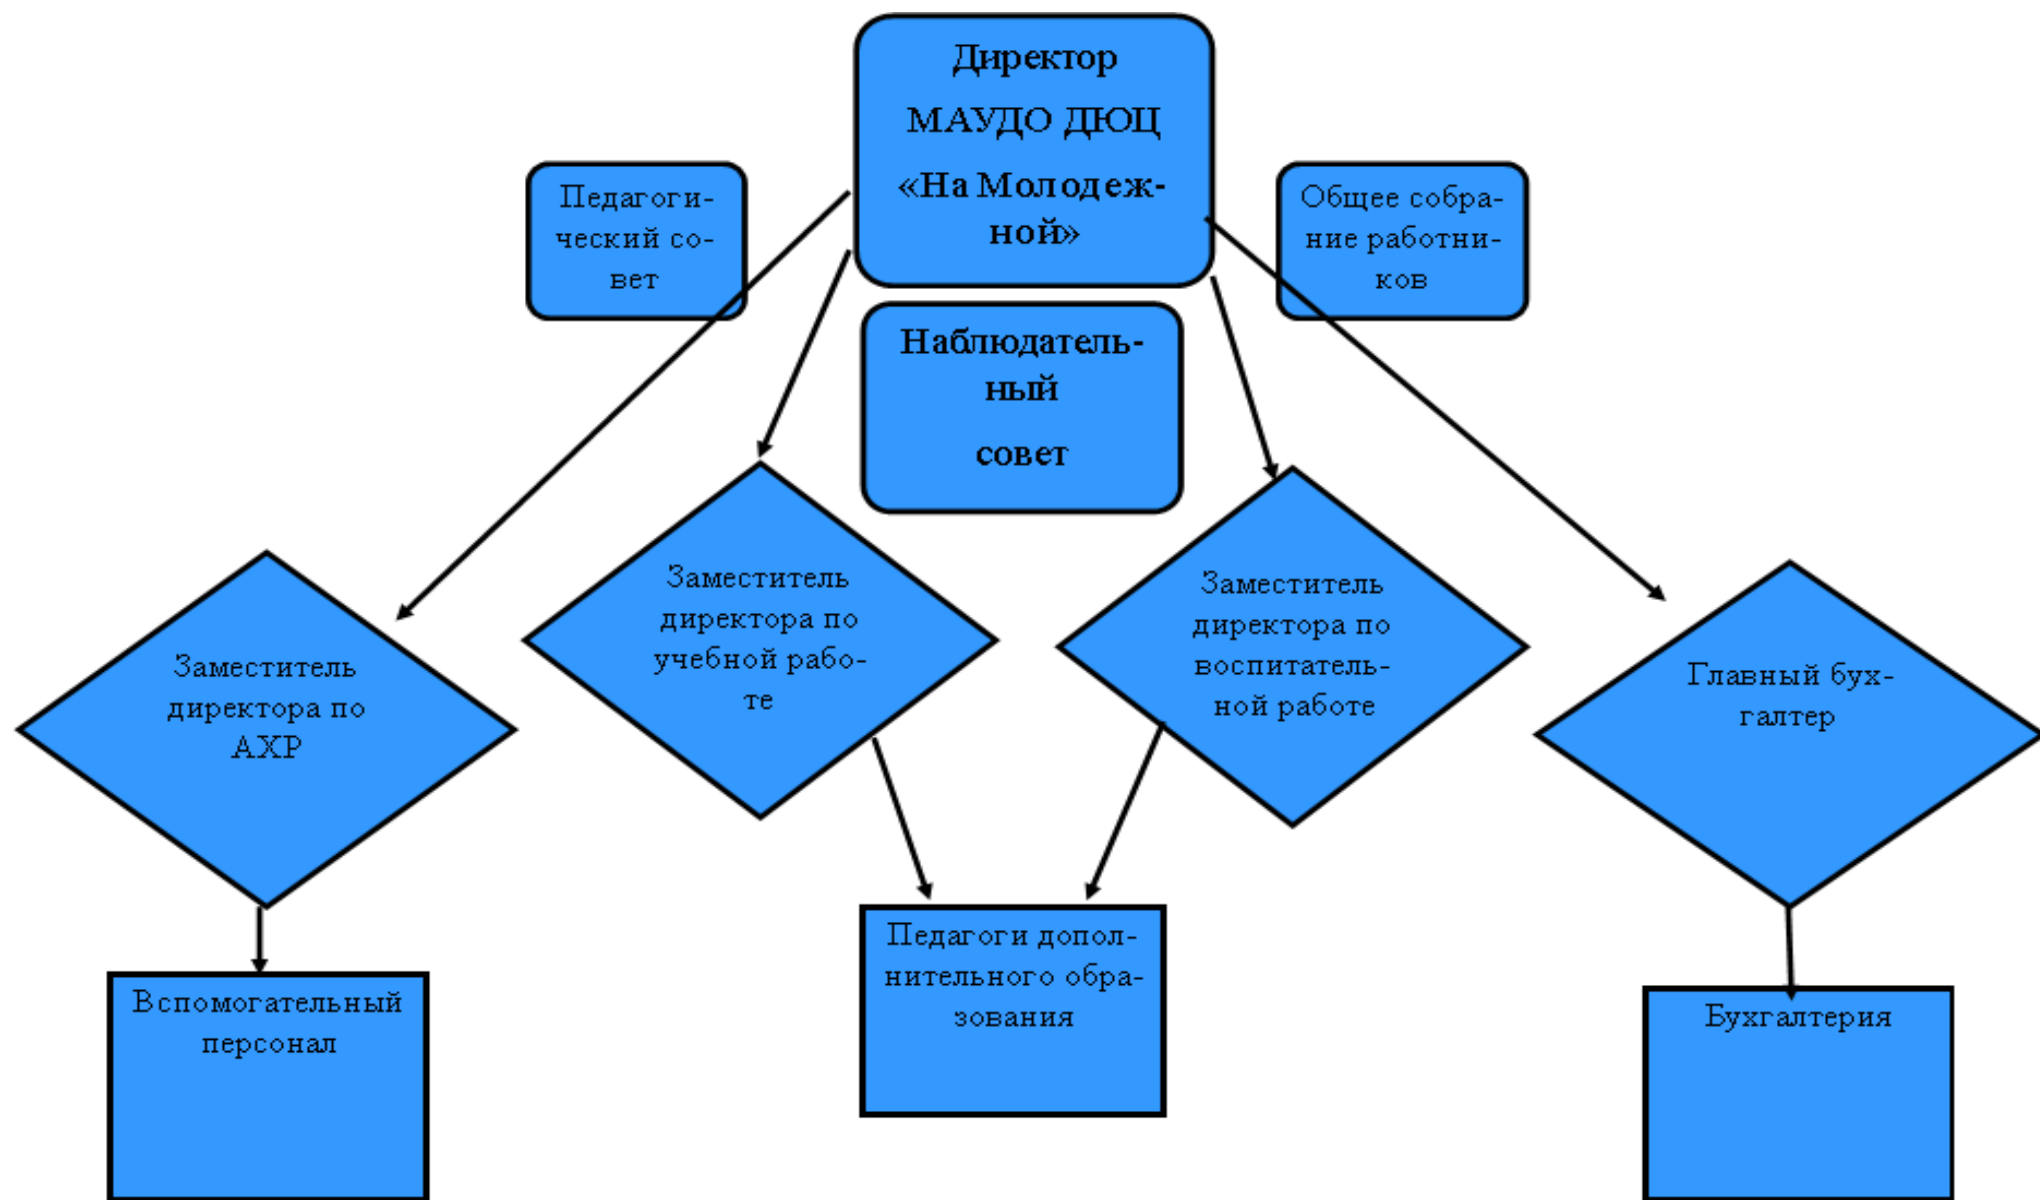 Директор
МАУДО ДЮЦ
«На Молодеж-
ной»
Педагоги-
ческий со-
вет
Общее собра-
ние работни-
ков
Наблюдатель-
ный
совет
Заместитель
директора по
АХР
Заместитель
директора по
учебной рабо-
те
Заместитель
директора по
воспитатель-
ной работе
Главный бух-
галтер
Вспомогательный
персонал
Педагоги допол-
нительного обра-
зования
Бухгалтерия